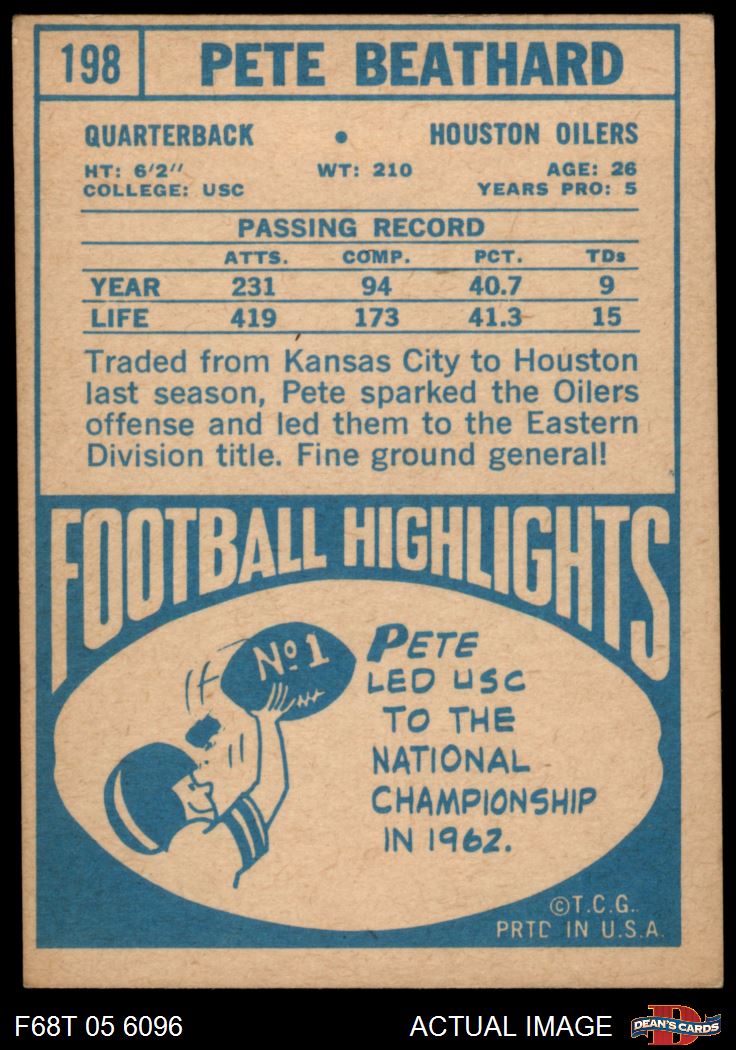 198 PETE BEATHARD
QUARTERBACK • HOUSTON OILERS
HT: 6/2" WT: 210 AGE: 26
COLLEGE: USC YEARS PRO: 5
PASSING RECORD
ATTS. COMP. PCT. TDs
YEAR 231 94 40.7 9
LIFE 419 173 41.3 15
Traded from Kansas City to Houston
last season, Pete sparked the Oilers
offense and led them to the Eastern
Division title. Fine ground general!
FOOTBALL HIGHLIGHTS
No 1
PETE
LED USC
TO THE
NATIONAL
CHAMPIONSHIP
IN 1962.
©T.C.G.
PRTD IN U.S.A.
F68T 05 6096 ACTUAL IMAGE DEAN'S CARDS